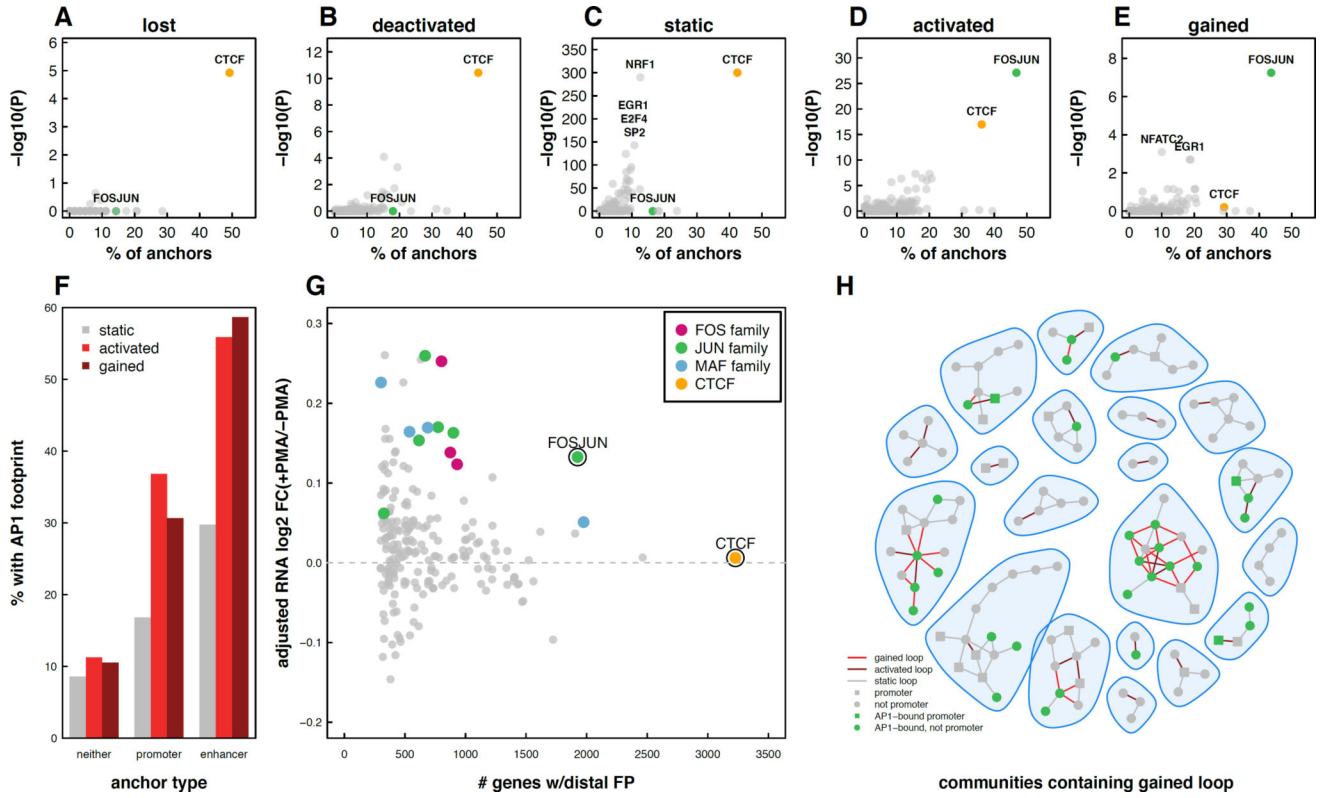 A
lost
−log10(P)
6
5
4
3
2
1
0
CTCF
FOSJUN
0 10 20 30 40 50
% of anchors
B
deactivated
−log10(P)
12
10
8
6
4
2
0
CTCF
FOSJUN
0 10 20 30 40 50
% of anchors
C
static
−log10(P)
350
300
250
200
150
100
50
0
NRF1
CTCF
EGR1
E2F4
SP2
FOSJUN
0 10 20 30 40 50
% of anchors
D
activated
−log10(P)
30
25
20
15
10
5
0
FOSJUN
CTCF
0 10 20 30 40 50
% of anchors
E
gained
−log10(P)
8
6
4
2
0
FOSJUN
NFATC2
EGR1
CTCF
0 10 20 30 40 50
% of anchors
F
% with AP1 footprint
60
50
40
30
20
10
0
static
activated
gained
neither promoter enhancer
anchor type
G
adjusted RNA log2 FC(+PMA/−PMA)
0.3
0.2
0.1
0.0
−0.1
−0.2
FOS family
JUN family
MAF family
CTCF
FOSJUN
CTCF
0 500 1000 1500 2000 2500 3000 3500
# genes w/distal FP
H
gained loop
activated loop
static loop
promoter
not promoter
AP1−bound promoter
AP1−bound, not promoter
communities containing gained loop